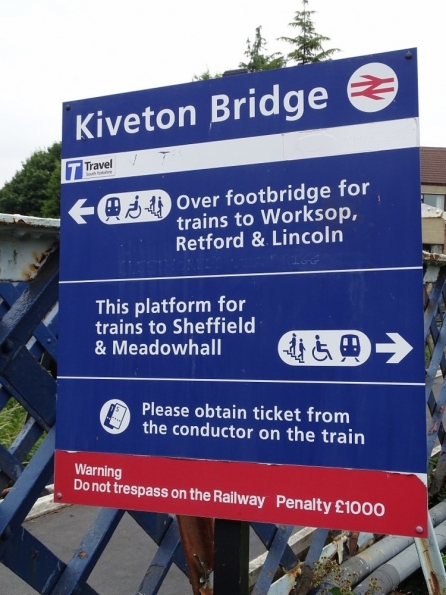 Kiveton Bridge
T Travel
South Yorkshire
Over footbridge for
trains to Worksop,
Retford & Lincoln
This platform for
trains to Sheffield
& Meadowhall
Please obtain ticket from
the conductor on the train
Warning
Do not trespass on the Railway Penalty £1000